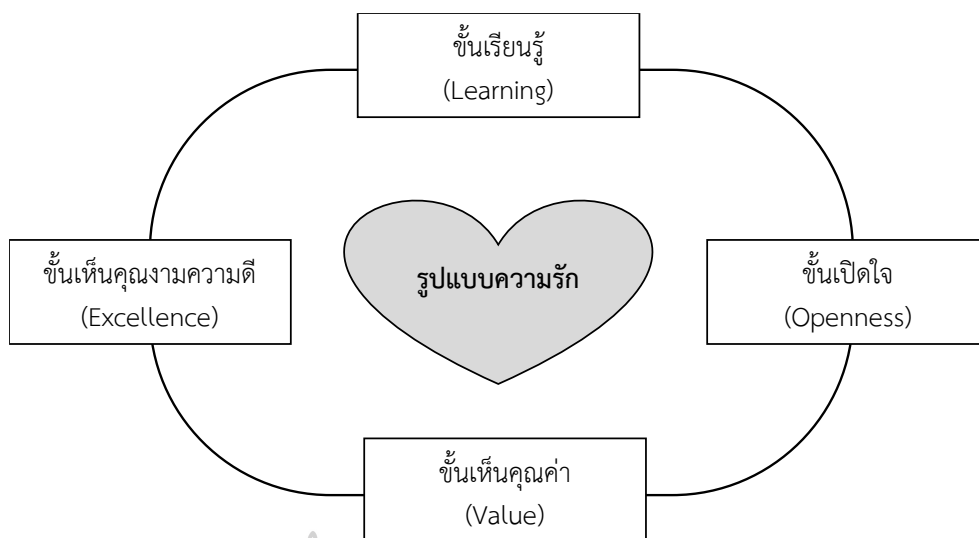 ขั้นเรียนรู้
(Learning)
ขั้นเห็นคุณงามความดี
(Excellence)
รูปแบบความรัก
ขั้นเปิดใจ
(Openness)
ขั้นเห็นคุณค่า
(Value)